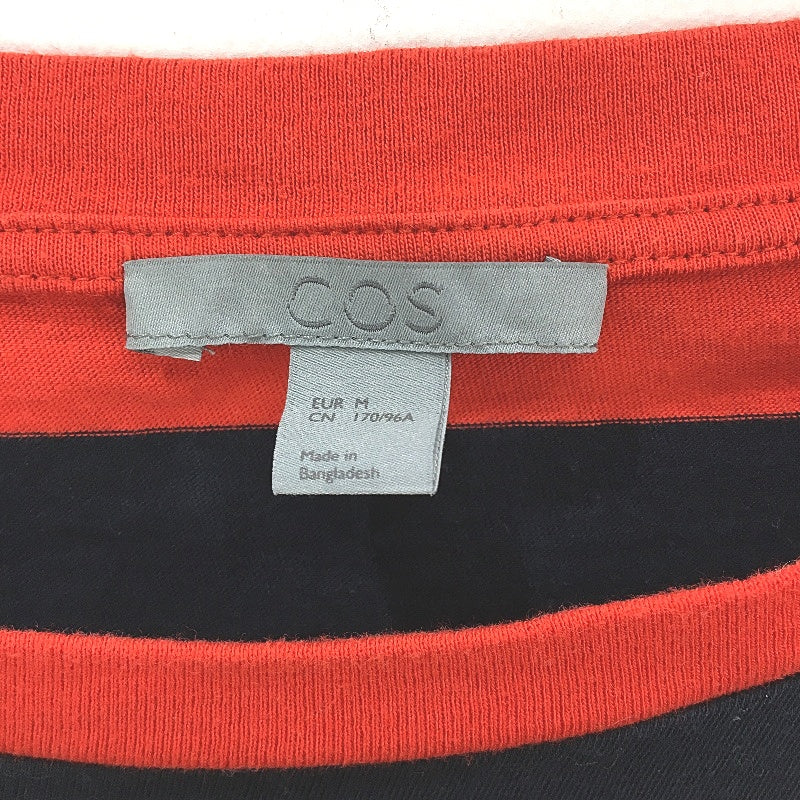 COS
EUR M
CN 170/96A
Made in
Bangladesh